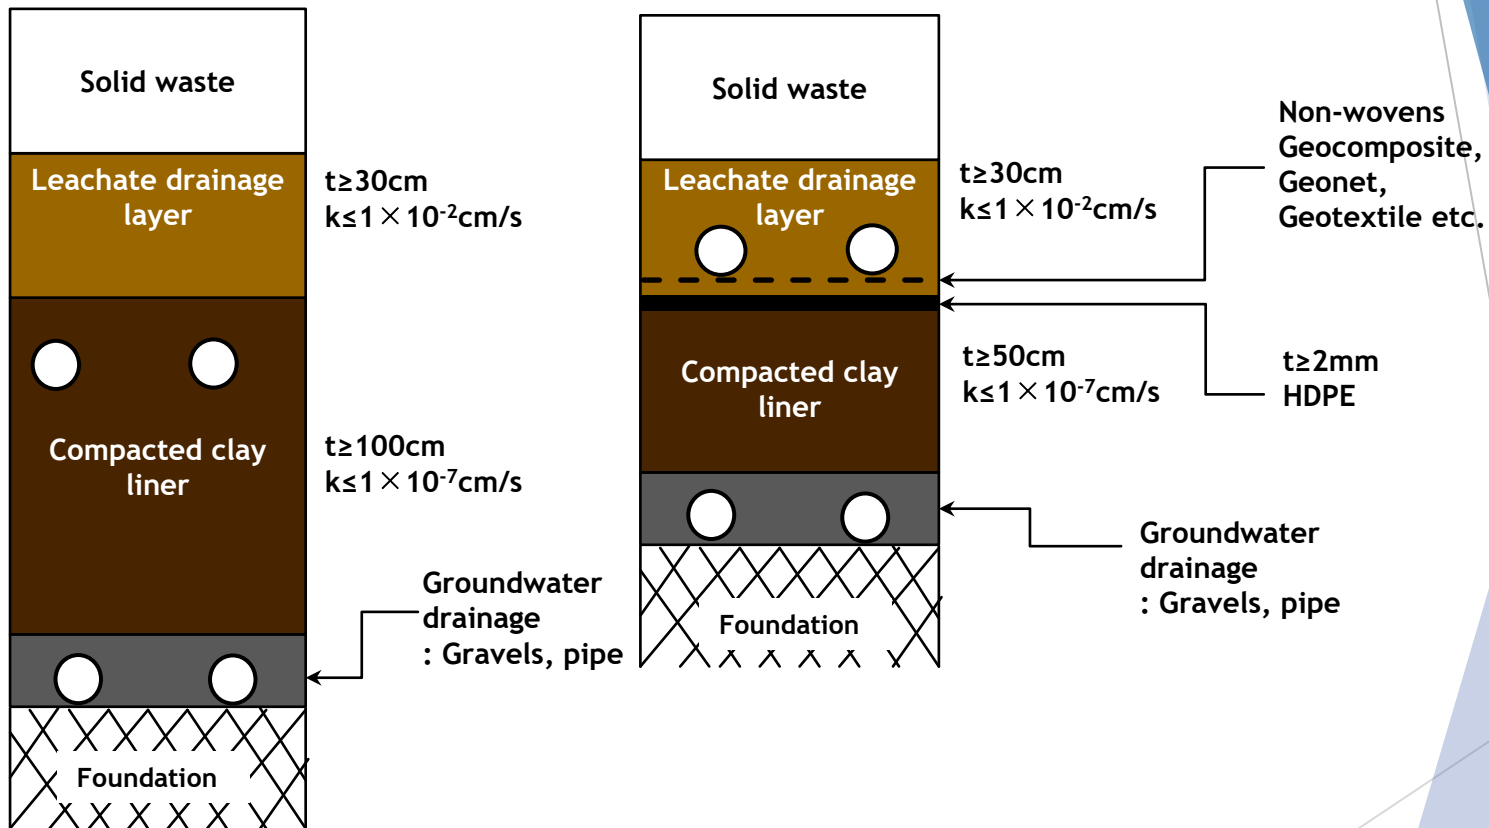 Solid waste
Leachate drainage
layer
t≥30cm
k≤1×10⁻²cm/s
Compacted clay
liner
t≥100cm
k≤1×10⁻⁷cm/s
Groundwater
drainage
: Gravels, pipe
Foundation
Solid waste
Leachate drainage
layer
t≥30cm
k≤1×10⁻²cm/s
Non-wovens
Geocomposite,
Geonet,
Geotextile etc.
Compacted clay
liner
t≥50cm
k≤1×10⁻⁷cm/s
t≥2mm
HDPE
Groundwater
drainage
: Gravels, pipe
Foundation